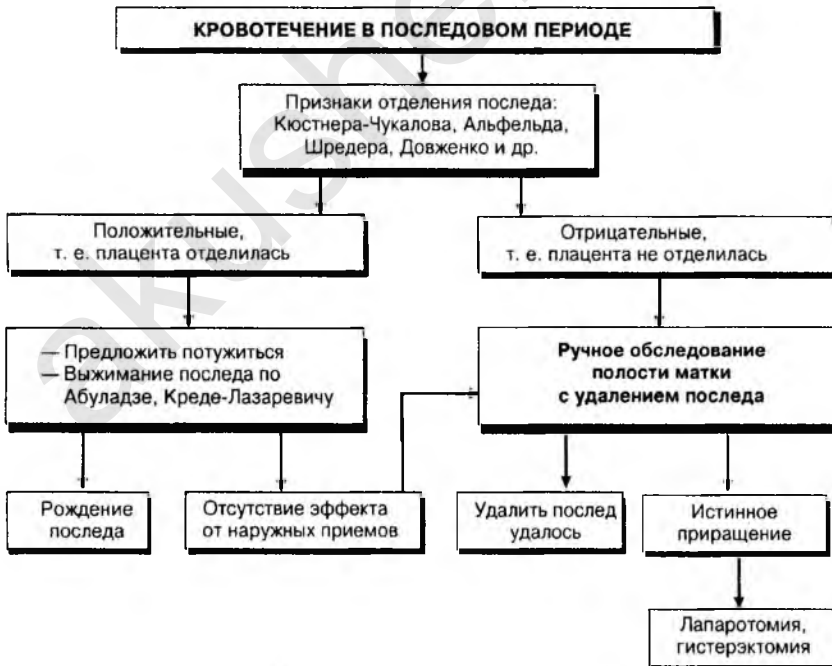 КРОВОТЕЧЕНИЕ В ПОСЛЕДОВОМ ПЕРИОДЕ
Признаки отделения последа:
Кюстнера-Чукалова, Альфельда,
Шредера, Довженко и др.
Положительные,
т. е. плацента отделилась
Отрицательные,
т. е. плацента не отделилась
— Предложить потужиться
— Выжимание последа по
Абуладзе, Креде-Лазаревичу
Ручное обследование
полости матки
с удалением последа
Рождение
последа
Отсутствие эффекта
от наружных приемов
Удалить послед
удалось
Истинное
приращение
Лапаротомия,
гистерэктомия
akushe